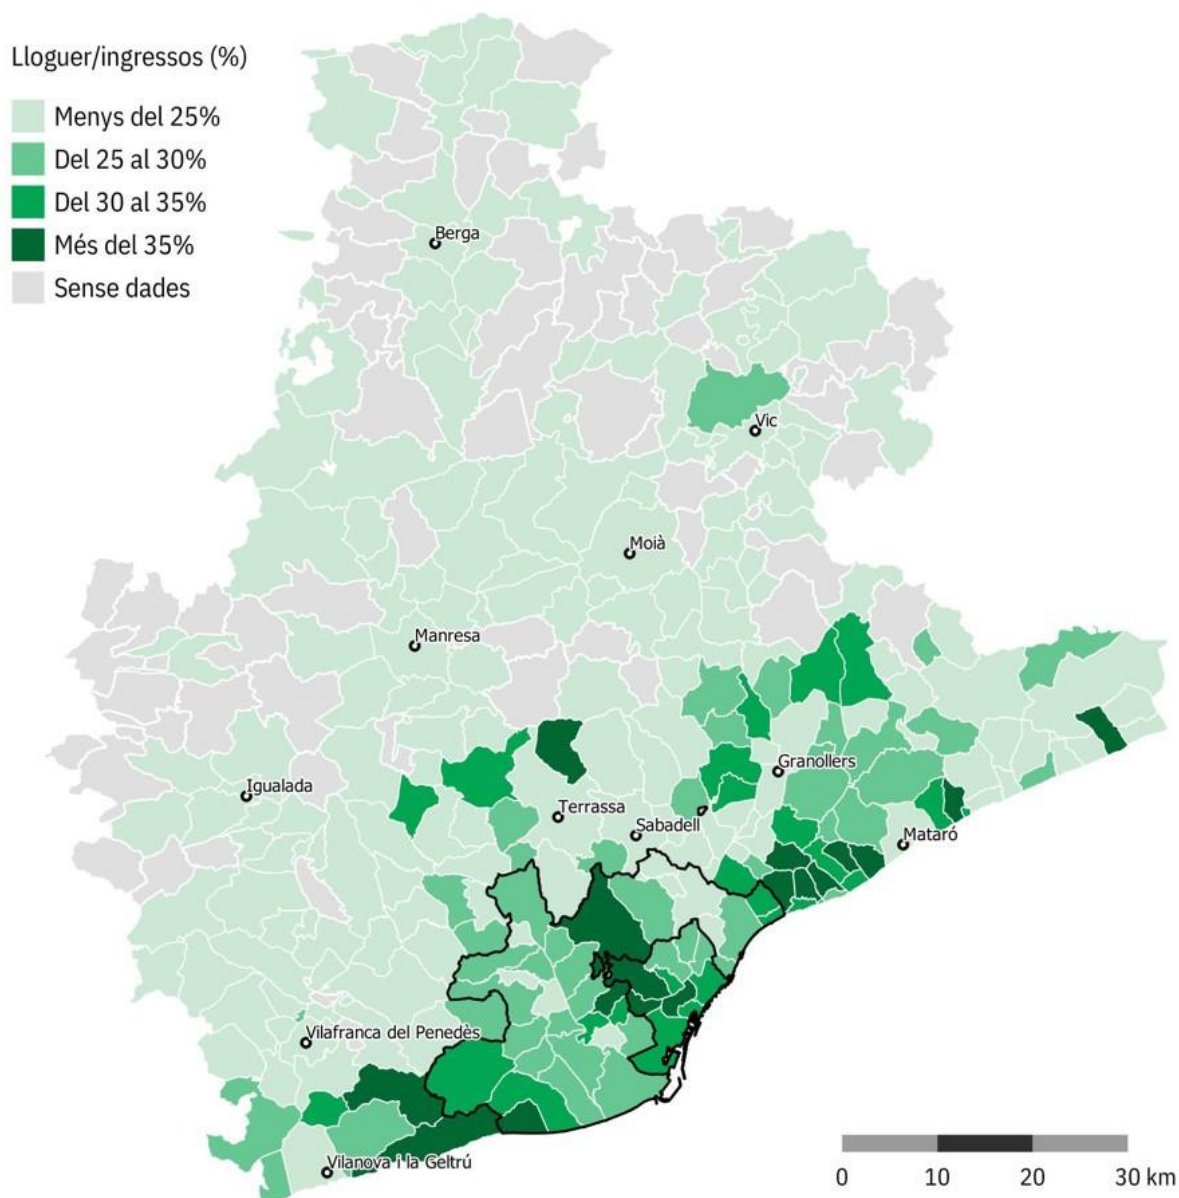 Lloguer/ingressos (%)
Menys del 25%
Del 25 al 30%
Del 30 al 35%
Més del 35%
Sense dades
Berga
Vic
Moià
Manresa
Igualada
Granollers
Terrassa
Sabadell
Mataró
Vilafranca del Penedès
Vilanova i la Geltrú
0 10 20 30 km